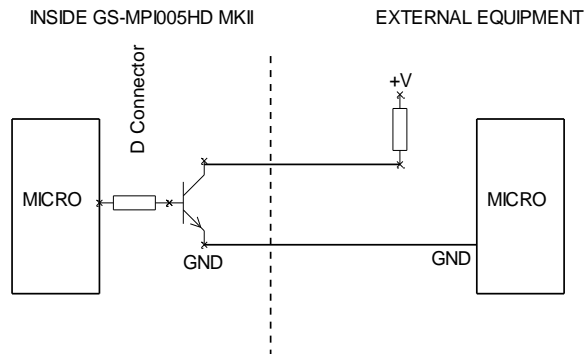 INSIDE GS-MPI005HD MKII
EXTERNAL EQUIPMENT
D Connector
+V
MICRO
MICRO
GND
GND